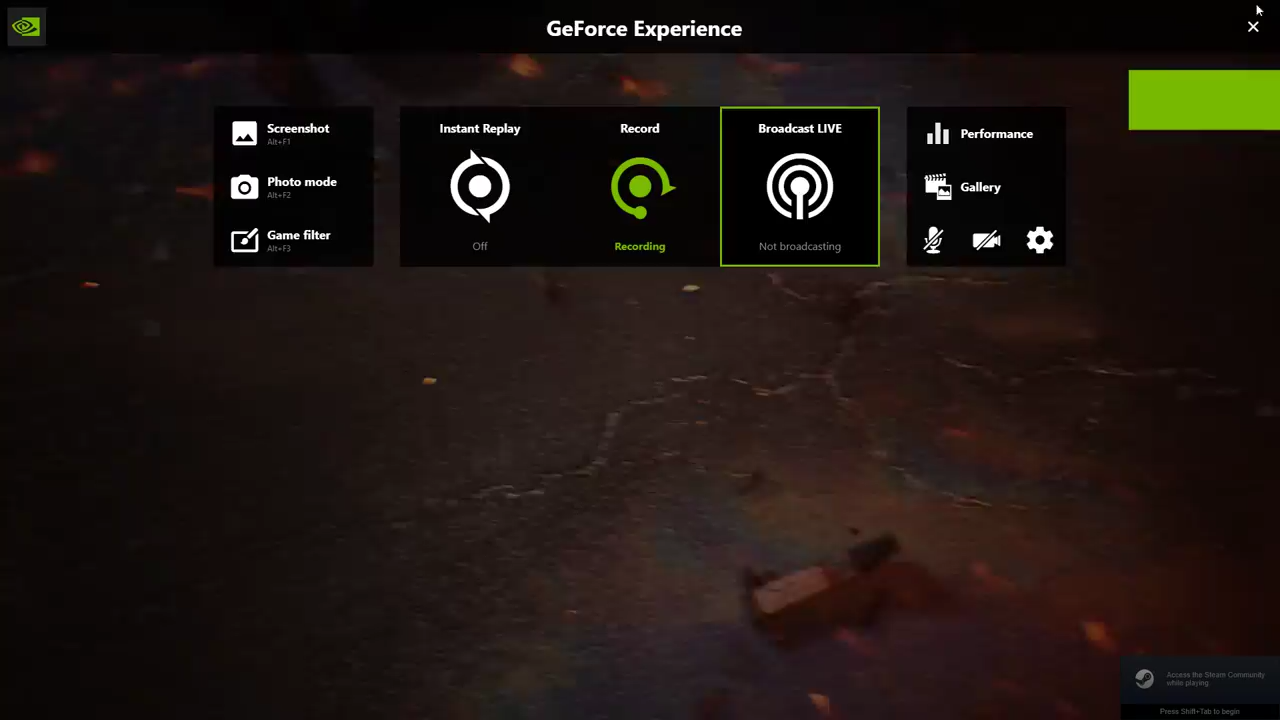 GeForce Experience
Screenshot
Alt+F1
Photo mode
Alt+F2
Game filter
Alt+F3
Instant Replay
Off
Record
Recording
Broadcast LIVE
Not broadcasting
Performance
Gallery
Access the Steam Community
while playing.
Press Shift+Tab to begin